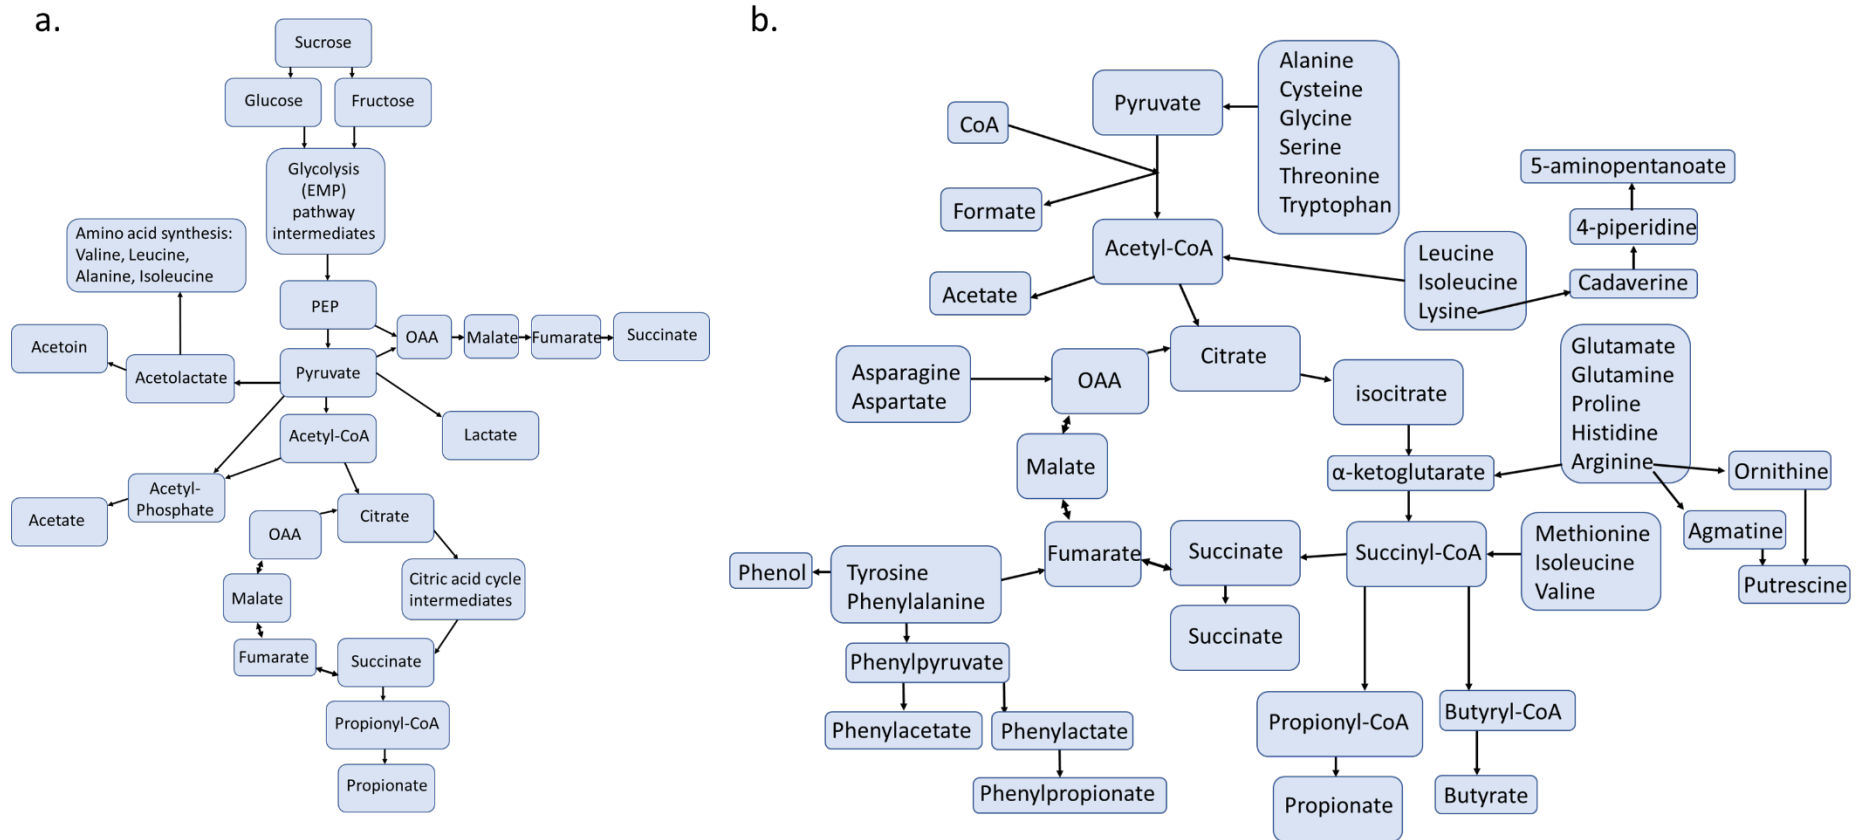 a.
Sucrose
Glucose
Fructose
Glycolysis
(EMP)
pathway
intermediates
Amino acid synthesis:
Valine, Leucine,
Alanine, Isoleucine
PEP
OAA
Malate
Fumarate
Succinate
Acetoin
Acetolactate
Pyruvate
Lactate
Acetyl-CoA
Acetyl-
Phosphate
Acetate
Citrate
OAA
Citric acid cycle
intermediates
Malate
Fumarate
Succinate
Propionyl-CoA
Propionate
b.
Pyruvate
Alanine
Cysteine
Glycine
Serine
Threonine
Tryptophan
CoA
Formate
5-aminopentanoate
4-piperidine
Cadaverine
Acetyl-CoA
Leucine
Isoleucine
Lysine
Acetate
Citrate
Asparagine
Aspartate
OAA
isocitrate
Glutamate
Glutamine
Proline
Histidine
Arginine
Malate
α-ketoglutarate
Ornithine
Agmatine
Putrescine
Fumarate
Succinate
Succinyl-CoA
Methionine
Isoleucine
Valine
Phenol
Tyrosine
Phenylalanine
Succinate
Phenylpyruvate
Phenylacetate
Phenylactate
Phenylpropionate
Propionyl-CoA
Butyryl-CoA
Propionate
Butyrate